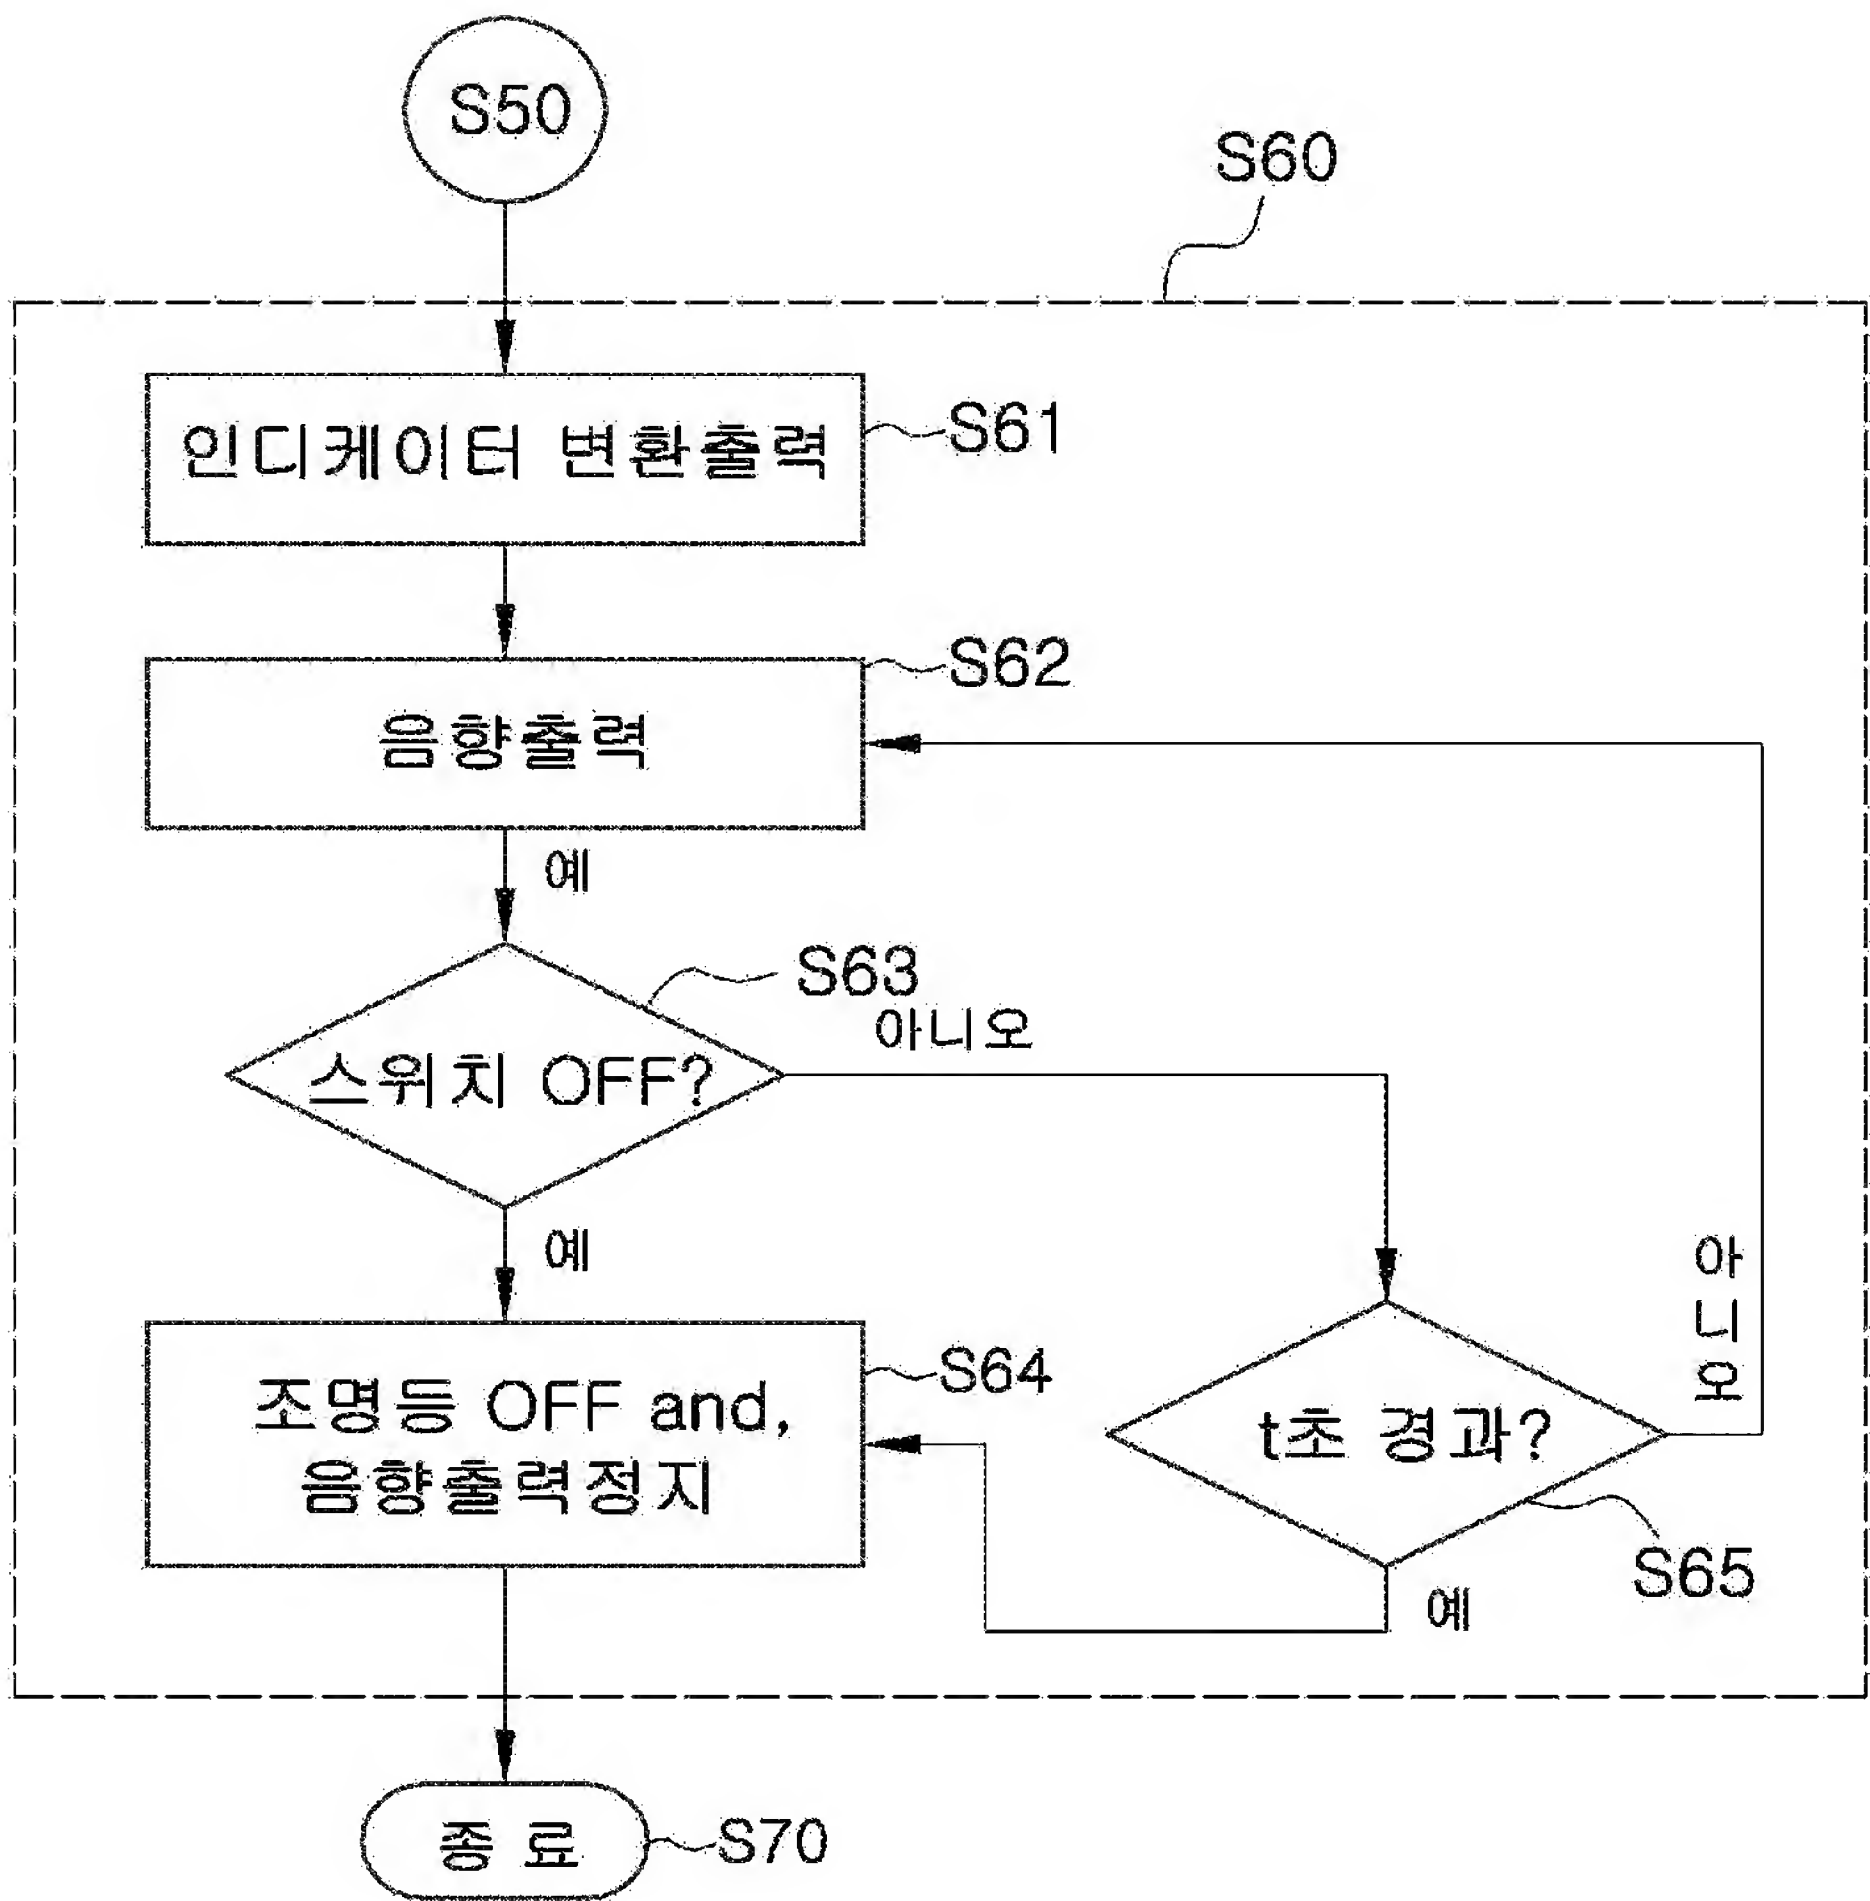 S50
S60
인디케이터 변환출력
S61
S62
음향출력
예
S63
아니오
스위치 OFF?
예
아
니
오
S64
조명등 OFF and,
음향출력정지
t초 경과?
S65
예
종 료
S70